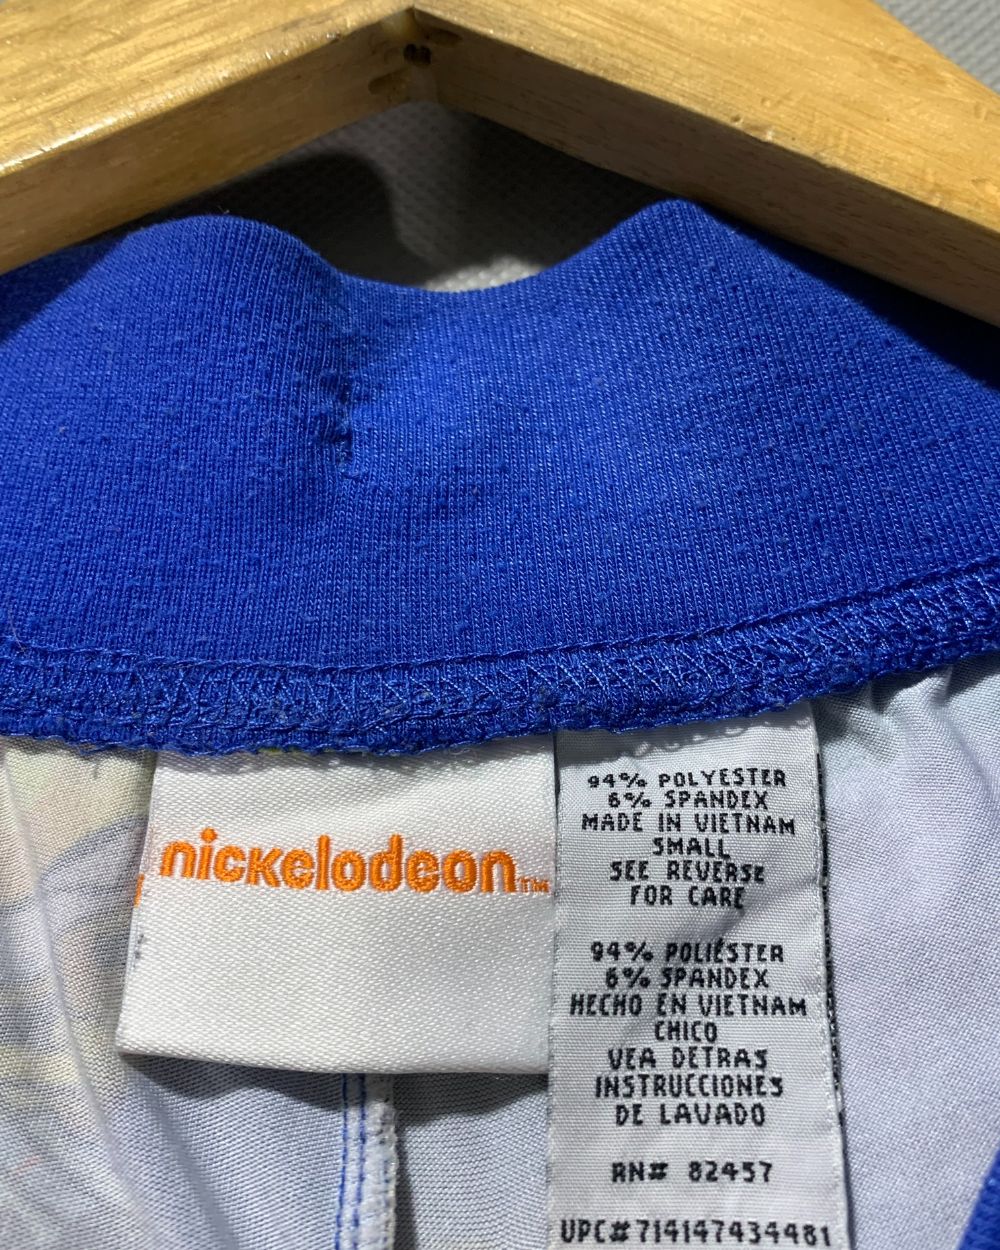 nickelodeon™
94% POLYESTER
6% SPANDEX
MADE IN VIETNAM
SMALL
SEE REVERSE
FOR CARE
94% POLIÉSTER
6% SPANDEX
HECHO EN VIETNAM
CHICO
VEA DETRAS
INSTRUCCIONES
DE LAVADO
RN# 82457
UPC#714147434481